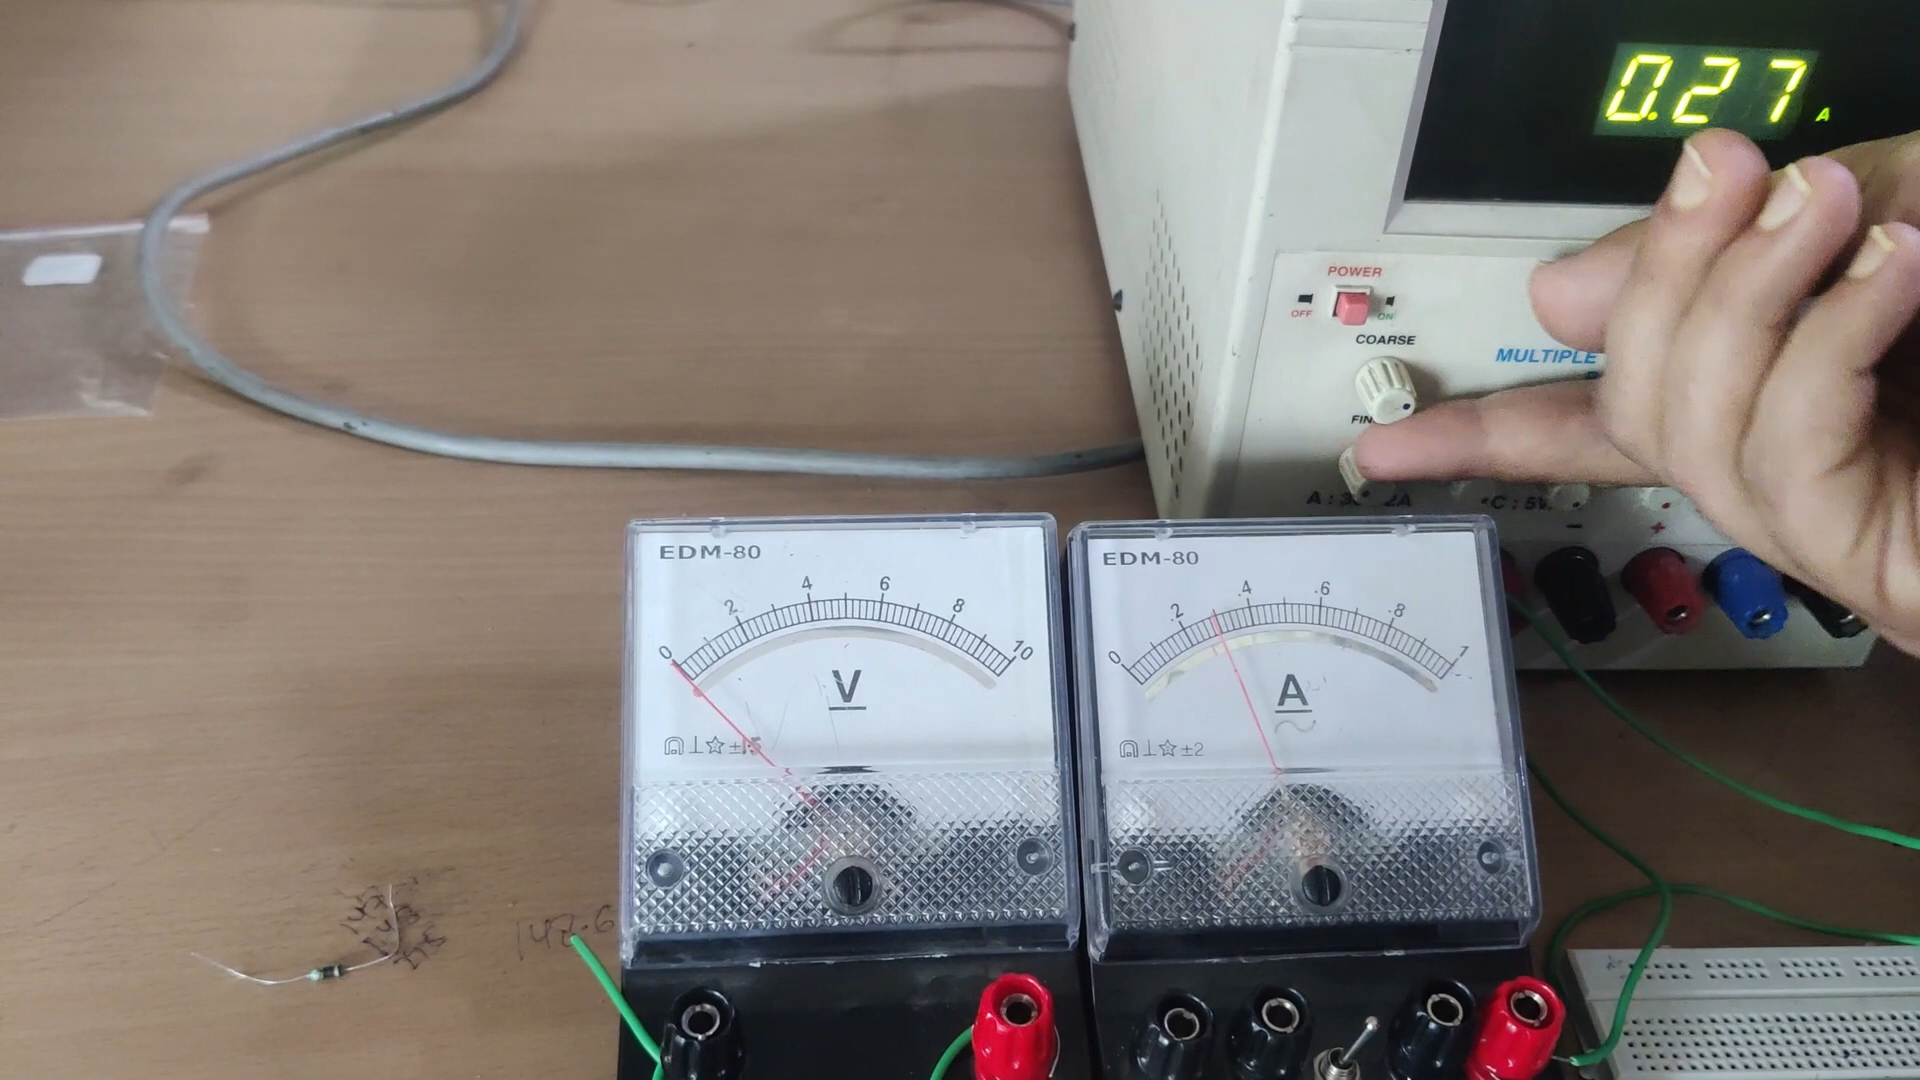 0.27 A
POWER
OFF ON
COARSE
MULTIPLE
FIN
EDM-80
0 2 4 6 8 10
V
EDM-80
0 .2 .4 .6 .8 1
A
±2